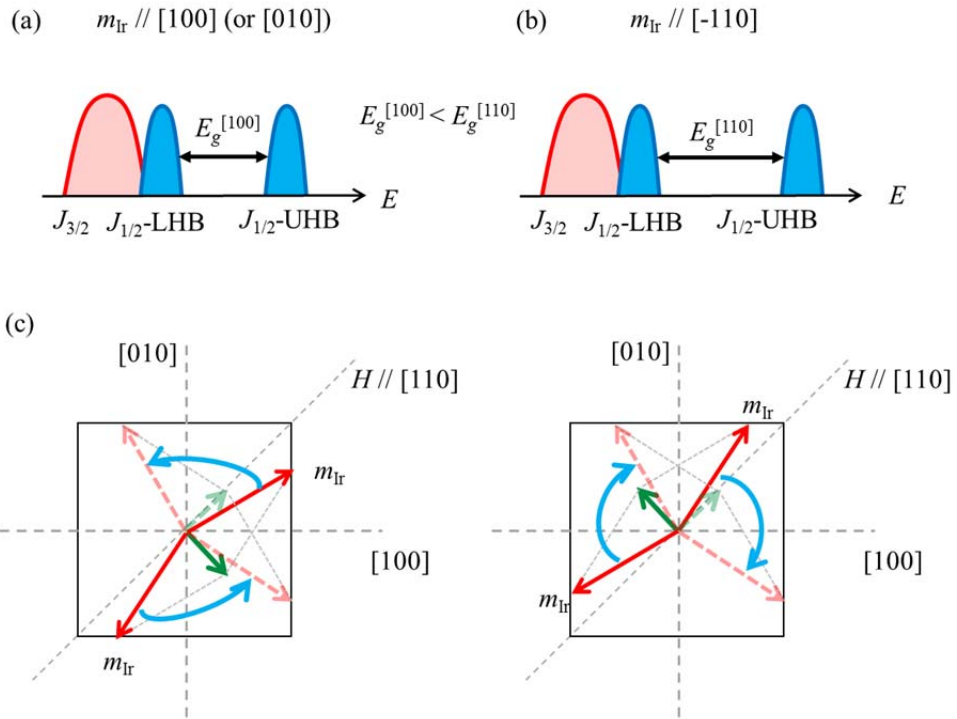 (a) m_Ir // [100] (or [010])
(b) m_Ir // [-110]
E_g^[100]
E_g^[100] < E_g^[110]
E_g^[110]
E
E
J_3/2 J_1/2-LHB J_1/2-UHB
J_3/2 J_1/2-LHB J_1/2-UHB
(c)
[010]
H // [110]
m_Ir
[100]
m_Ir
[010]
H // [110]
m_Ir
[100]
m_Ir